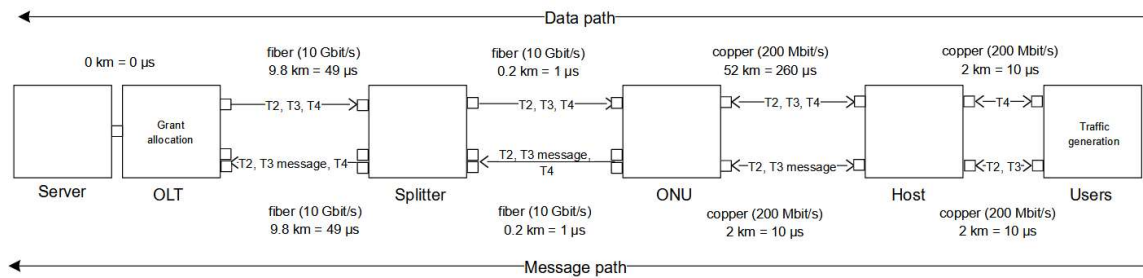 Data path
0 km = 0 µs
fiber (10 Gbit/s)
9.8 km = 49 µs
fiber (10 Gbit/s)
0.2 km = 1 µs
copper (200 Mbit/s)
52 km = 260 µs
copper (200 Mbit/s)
2 km = 10 µs
Grant
allocation
T2, T3, T4
T2, T3, T4
T2, T3, T4
T4
Traffic
generation
T2, T3 message, T4
T2, T3 message,
T4
T2, T3 message
T2, T3
Server
OLT
Splitter
ONU
Host
Users
fiber (10 Gbit/s)
9.8 km = 49 µs
fiber (10 Gbit/s)
0.2 km = 1 µs
copper (200 Mbit/s)
2 km = 10 µs
copper (200 Mbit/s)
2 km = 10 µs
Message path